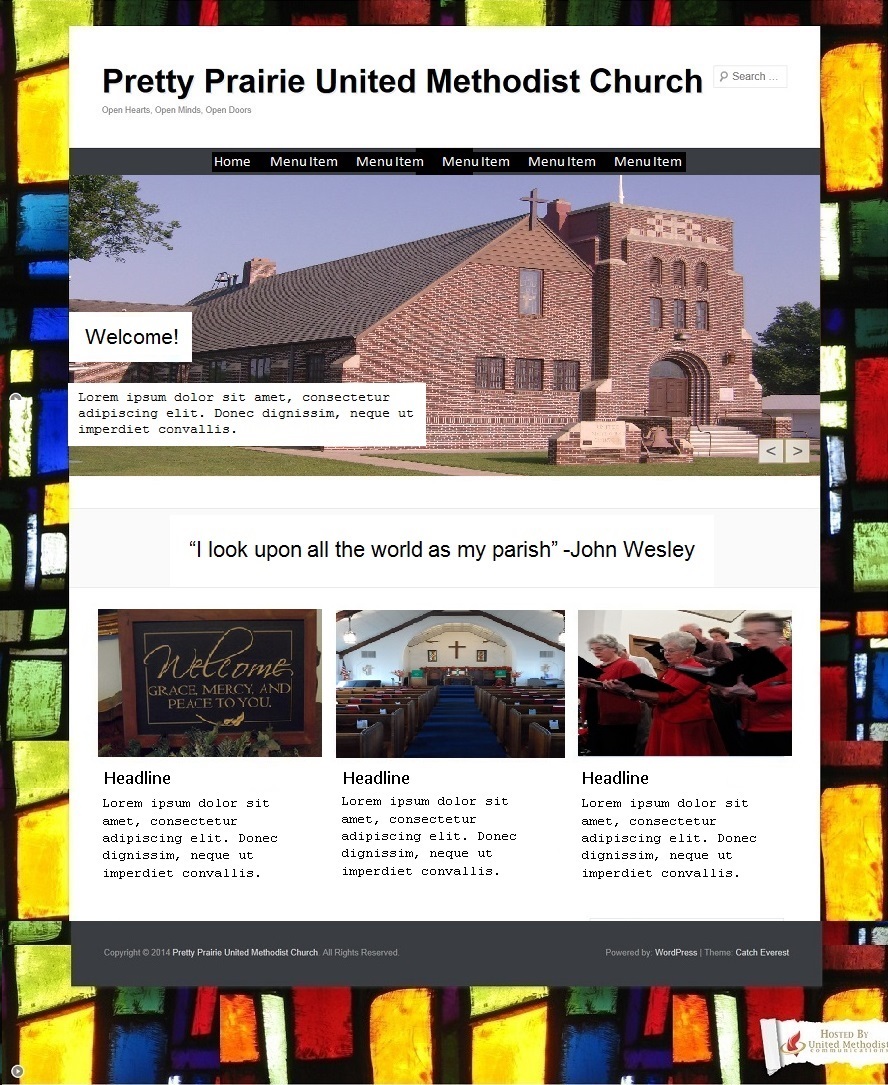 Pretty Prairie United Methodist Church
Search ...
Open Hearts, Open Minds, Open Doors
Home Menu Item Menu Item Menu Item Menu Item Menu Item
Welcome!
Lorem ipsum dolor sit amet, consectetur
adipiscing elit. Donec dignissim, neque ut
imperdiet convallis.
< >
“I look upon all the world as my parish” -John Wesley
Welcome
GRACE, MERCY, AND
PEACE TO YOU.
Headline
Lorem ipsum dolor sit
amet, consectetur
adipiscing elit. Donec
dignissim, neque ut
imperdiet convallis.
Headline
Lorem ipsum dolor sit
amet, consectetur
adipiscing elit. Donec
dignissim, neque ut
imperdiet convallis.
Headline
Lorem ipsum dolor sit
amet, consectetur
adipiscing elit. Donec
dignissim, neque ut
imperdiet convallis.
Copyright © 2014 Pretty Prairie United Methodist Church. All Rights Reserved.
Powered by: WordPress | Theme: Catch Everest
HOSTED BY
United Methodist
communications